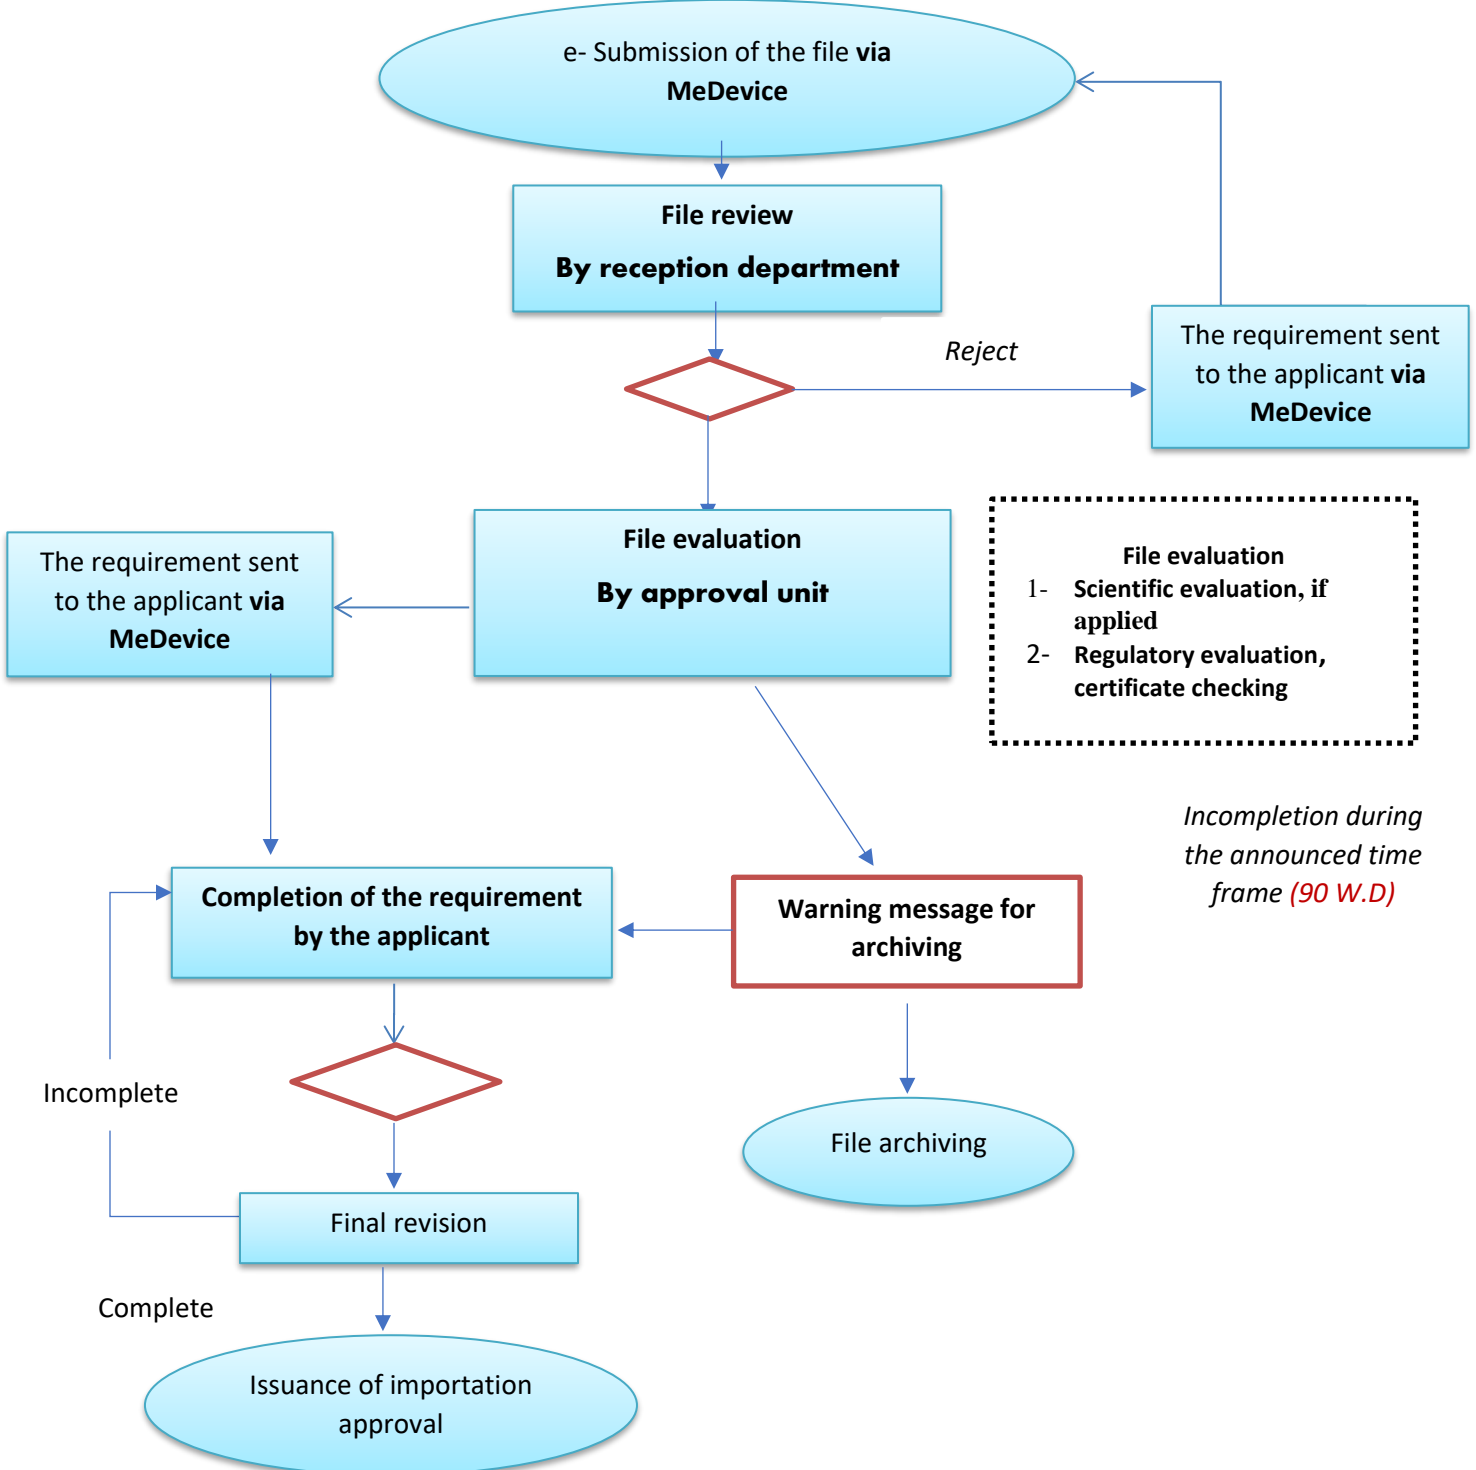 e- Submission of the file via
MeDevice
File review
By reception department
Reject
The requirement sent
to the applicant via
MeDevice
File evaluation
By approval unit
The requirement sent
to the applicant via
MeDevice
File evaluation
1- Scientific evaluation, if
applied
2- Regulatory evaluation,
certificate checking
Incompletion during
the announced time
frame (90 W.D)
Completion of the requirement
by the applicant
Warning message for
archiving
Incomplete
File archiving
Final revision
Complete
Issuance of importation
approval